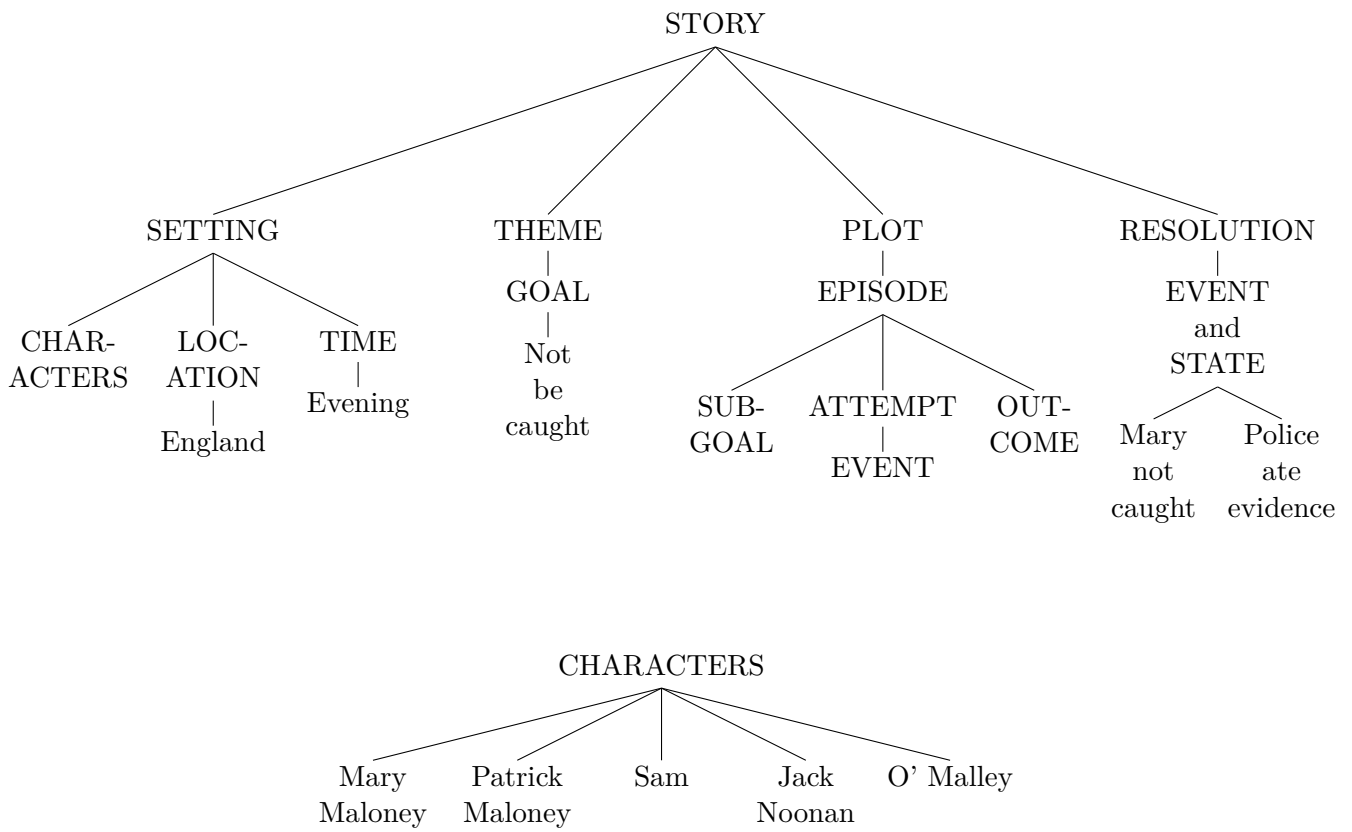 STORY
SETTING
THEME
PLOT
RESOLUTION
GOAL
EPISODE
EVENT
and
STATE
CHAR-
ACTERS
LOC-
ATION
England
TIME
Evening
Not
be
caught
SUB-
GOAL
ATTEMPT
EVENT
OUT-
COME
Mary
not
caught
Police
ate
evidence
CHARACTERS
Mary
Maloney
Patrick
Maloney
Sam
Jack
Noonan
O' Malley